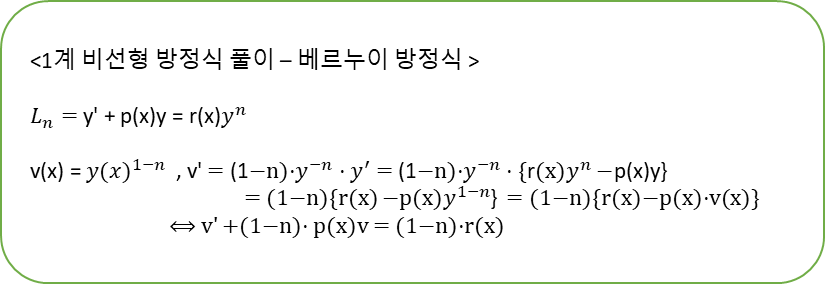 <1계 비선형 방정식 풀이 – 베르누이 방정식 >
𝐿ₙ = y' + p(x)y = r(x)𝑦ⁿ
v(x) = 𝑦(𝑥)¹⁻ⁿ , v' = (1−n)·y⁻ⁿ · 𝑦′ = (1−n)·y⁻ⁿ · {r(x)yⁿ −p(x)y}
= (1−n){r(x) −p(x)y¹⁻ⁿ} = (1−n){r(x)−p(x)·v(x)}
⟺ v' +(1−n)· p(x)v = (1−n)·r(x)